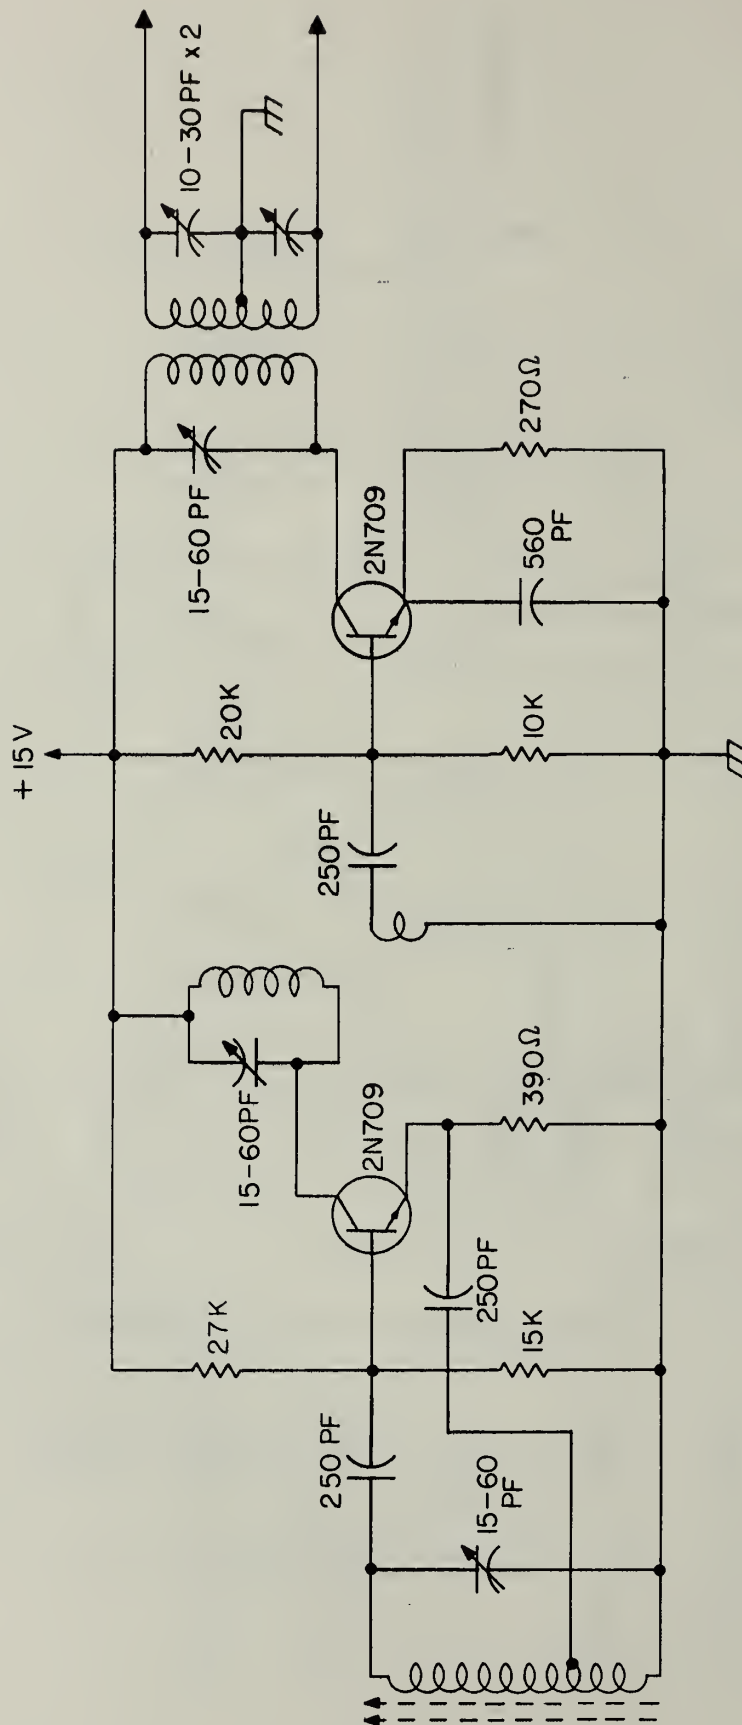 +15V
27K
250 PF
15-60
PF
15K
250PF
2N709
390Ω
15-60PF
250PF
20K
10K
2N709
560
PF
270Ω
15-60 PF
10-30PF x 2